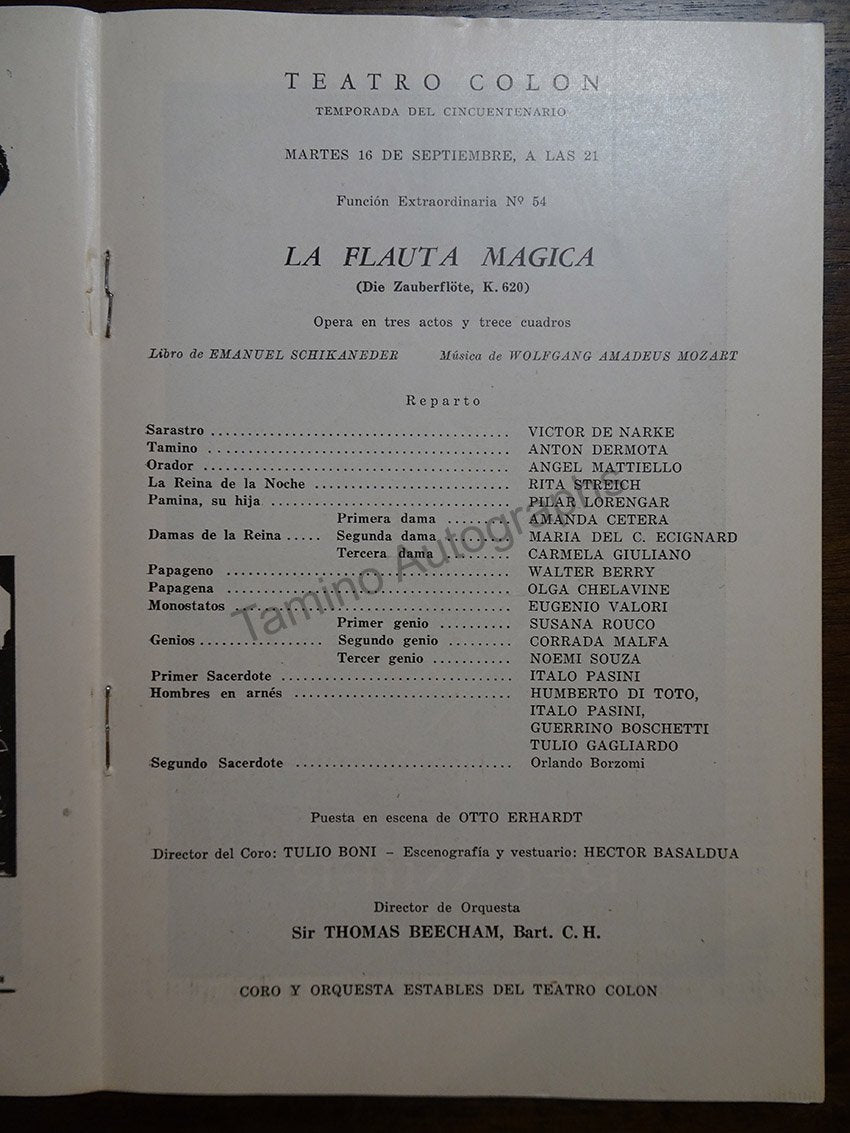 TEATRO COLON
TEMPORADA DEL CINCUENTENARIO
MARTES 16 DE SEPTIEMBRE, A LAS 21
Función Extraordinaria Nº 54
LA FLAUTA MAGICA
(Die Zauberflöte, K. 620)
Opera en tres actos y trece cuadros
Libro de EMANUEL SCHIKANEDER Música de WOLFGANG AMADEUS MOZART
Reparto
Sarastro ........................................ VICTOR DE NARKE
Tamino ........................................ ANTON DERMOTA
Orador ........................................ ANGEL MATTIELLO
La Reina de la Noche .......................... RITA STREICH
Pamina, su hija ................................ PILAR LORENGAR
Primera dama ......... AMANDA CETERA
Damas de la Reina ..... Segunda dama ......... MARIA DEL C. ECIGNARD
Tercera dama ......... CARMELA GIULIANO
Papageno ...................................... WALTER BERRY
Papagena ...................................... OLGA CHELAVINE
Monostatos ..................................... EUGENIO VALORI
Primer genio .......... SUSANA ROUCO
Genios ................. Segundo genio ......... CORRADA MALFA
Tercer genio ........... NOEMI SOUZA
Primer Sacerdote ............................... ITALO PASINI
Hombres en arnés .............................. HUMBERTO DI TOTO,
ITALO PASINI,
GUERRINO BOSCHETTI
TULIO GAGLIARDO
Segundo Sacerdote ............................. Orlando Borzomi
Puesta en escena de OTTO ERHARDT
Director del Coro: TULIO BONI – Escenografía y vestuario: HECTOR BASALDUA
Director de Orquesta
Sir THOMAS BEECHAM, Bart. C. H.
CORO Y ORQUESTA ESTABLES DEL TEATRO COLON
Tamino Autographs